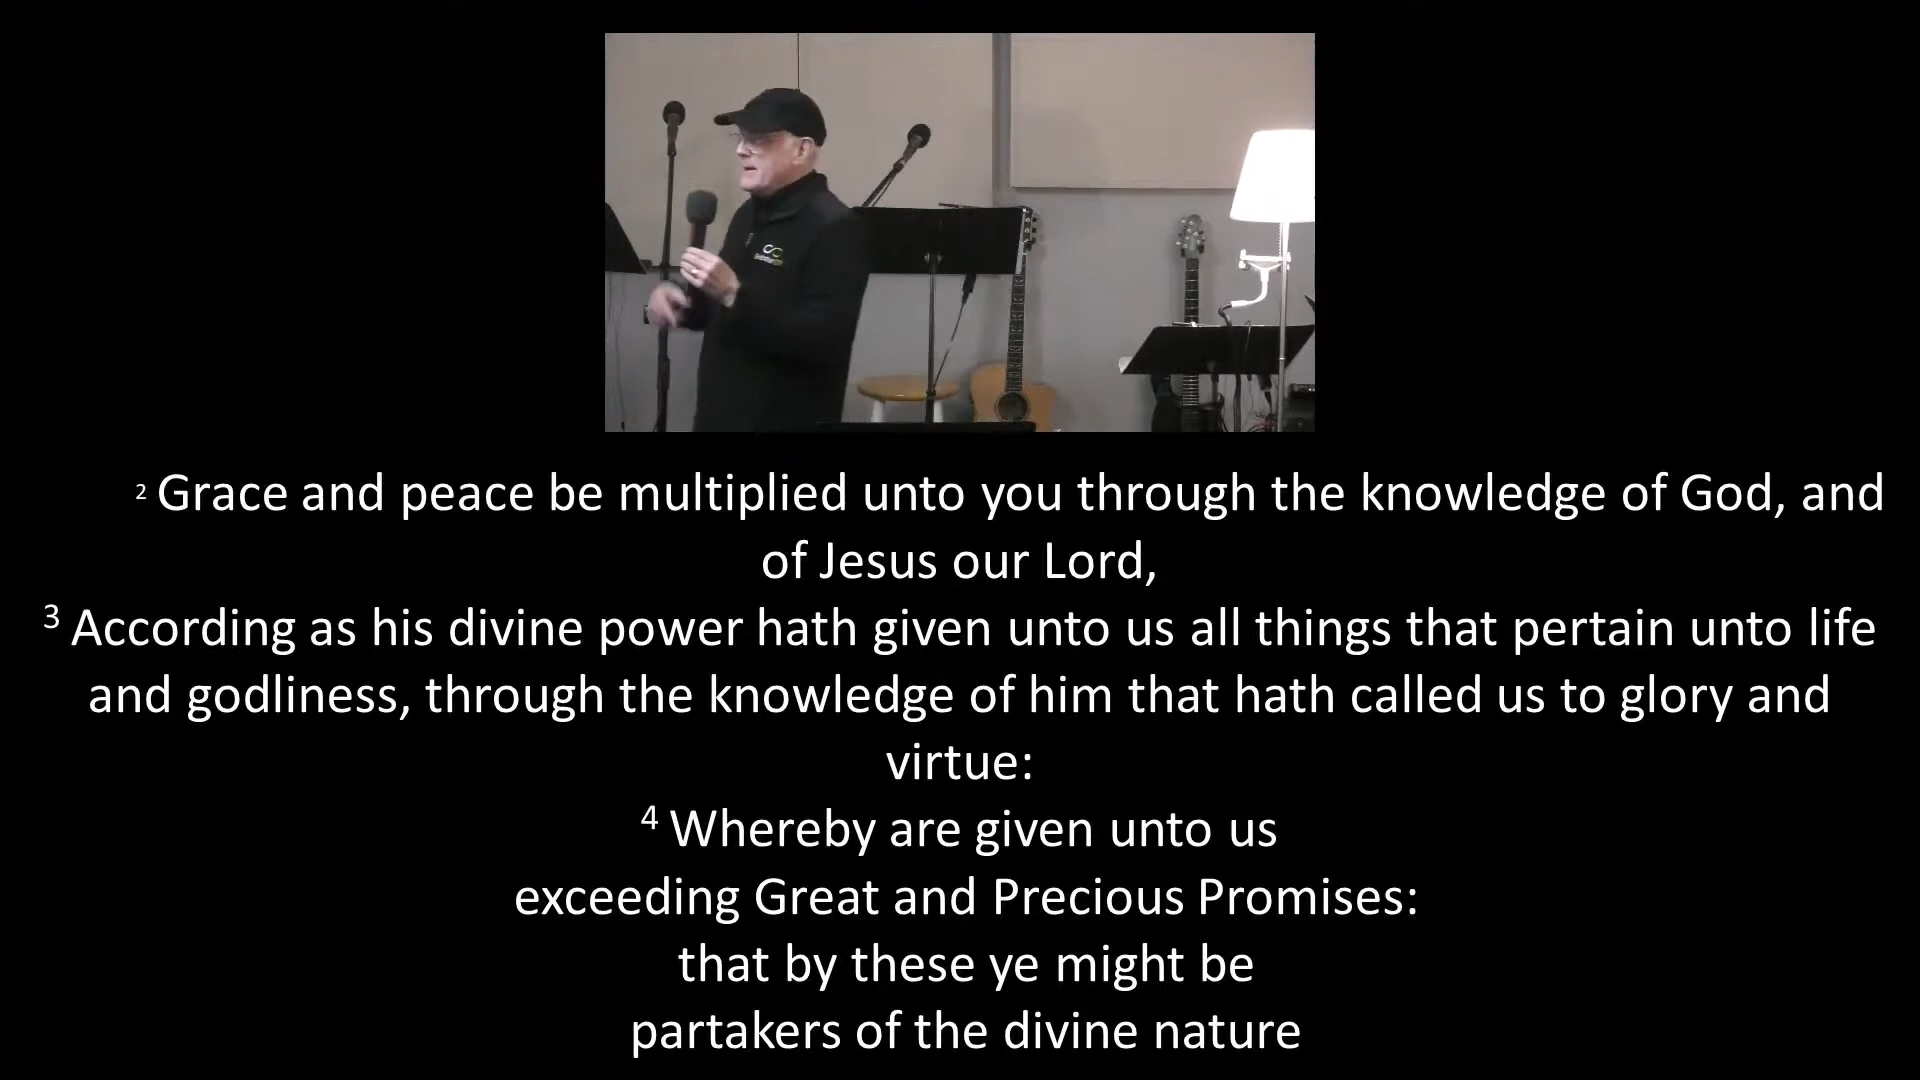 2 Grace and peace be multiplied unto you through the knowledge of God, and
of Jesus our Lord,
3 According as his divine power hath given unto us all things that pertain unto life
and godliness, through the knowledge of him that hath called us to glory and
virtue:
4 Whereby are given unto us
exceeding Great and Precious Promises:
that by these ye might be
partakers of the divine nature